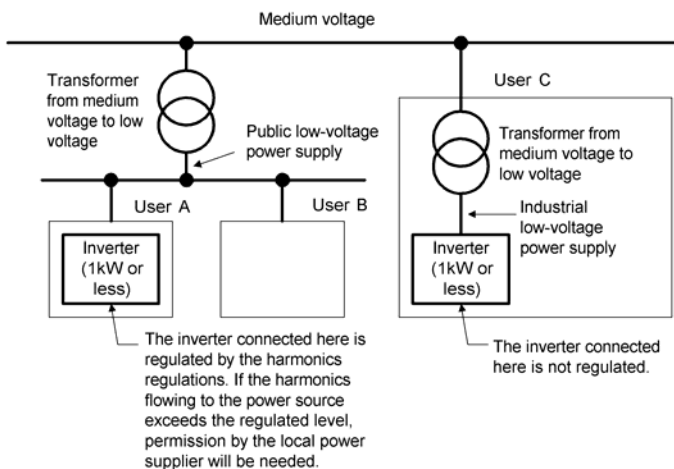 Medium voltage
Transformer
from medium
voltage to low
voltage
Public low-voltage
power supply
User A
User B
User C
Transformer from
medium voltage to
low voltage
Industrial
low-voltage
power supply
Inverter
(1kW or
less)
Inverter
(1kW or
less)
The inverter connected here is
regulated by the harmonics
regulations. If the harmonics
flowing to the power source
exceeds the regulated level,
permission by the local power
supplier will be needed.
The inverter connected
here is not regulated.